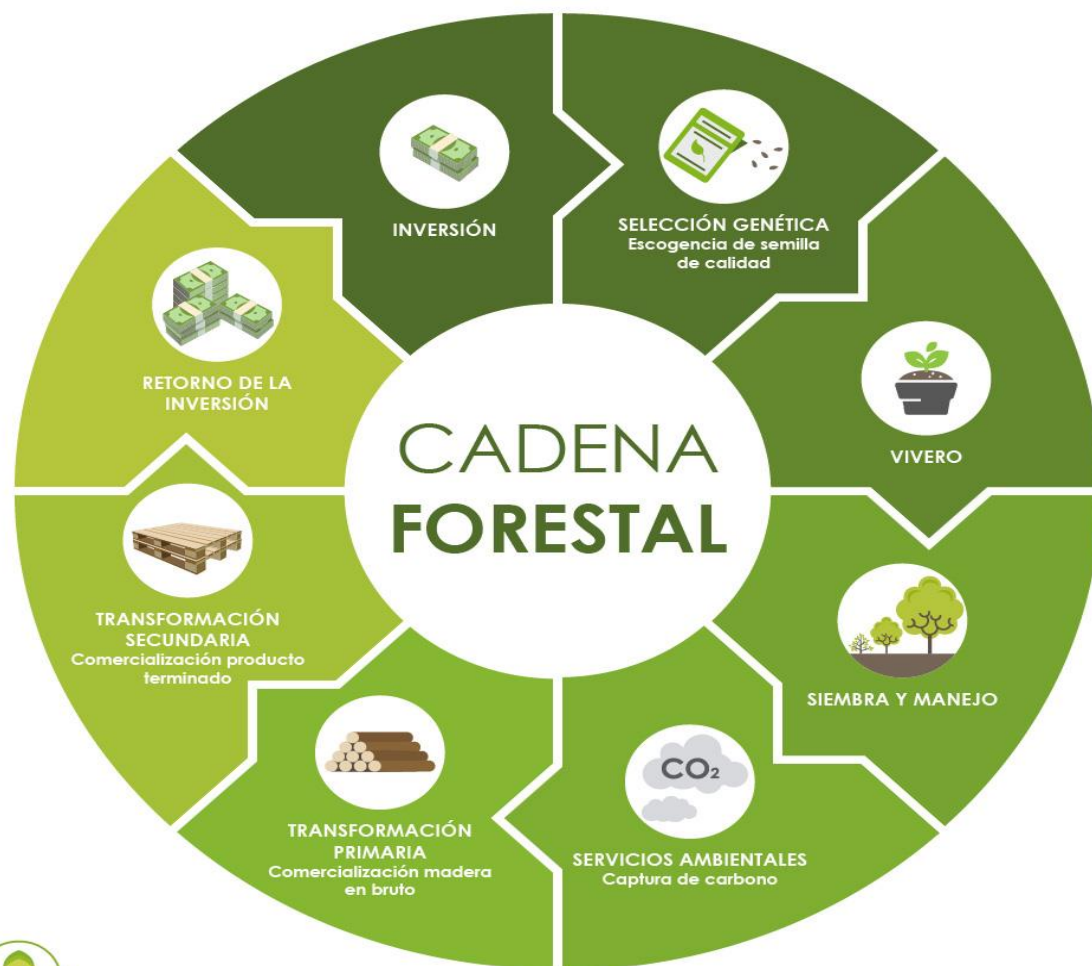 INVERSIÓN
SELECCIÓN GENÉTICA
Escogencia de semilla
de calidad
VIVERO
SIEMBRA Y MANEJO
CO₂
SERVICIOS AMBIENTALES
Captura de carbono
TRANSFORMACIÓN
PRIMARIA
Comercialización madera
en bruto
TRANSFORMACIÓN
SECUNDARIA
Comercialización producto
terminado
RETORNO DE LA
INVERSIÓN
CADENA
FORESTAL